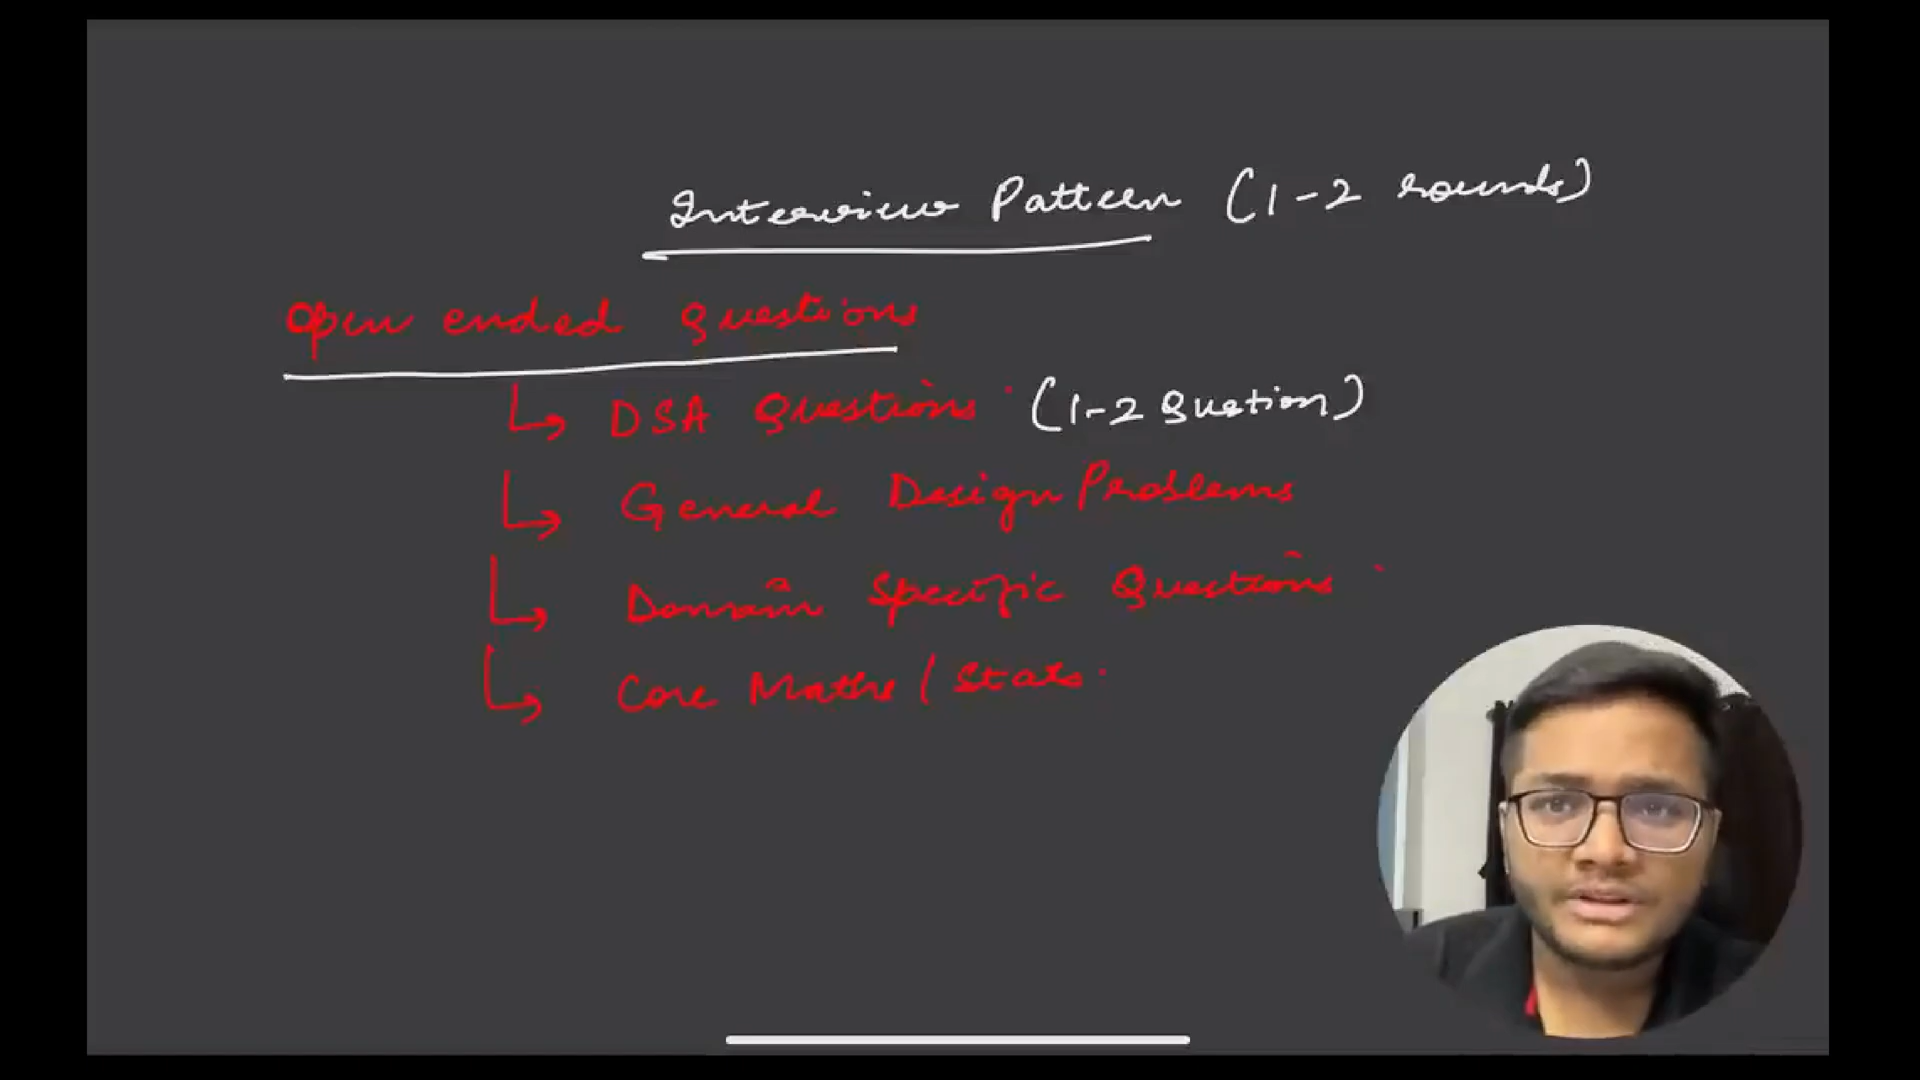 Interview Pattern (1-2 rounds)
Open ended Questions
DSA Questions (1-2 Question)
General Design Problems
Domain Specific Questions
Core Maths / Stats.